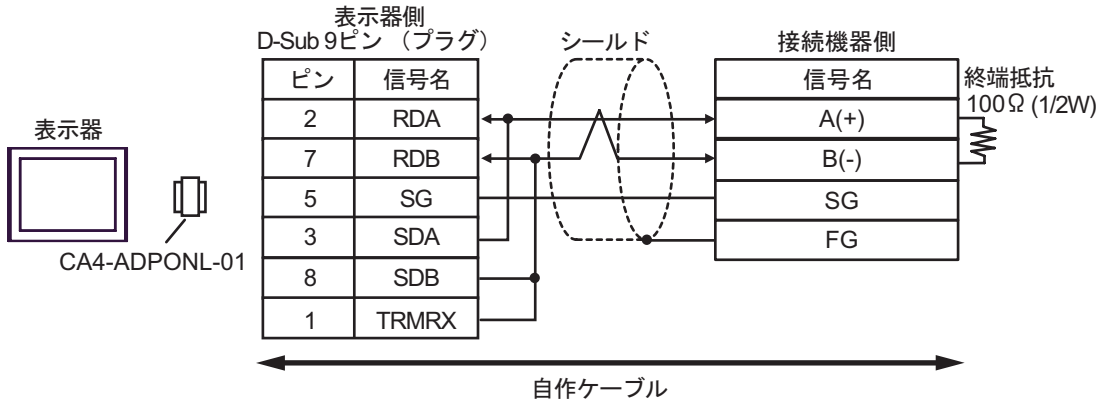 表示器
CA4-ADPONL-01
表示器側
D-Sub 9ピン (プラグ)
ピン 信号名
2 RDA
7 RDB
5 SG
3 SDA
8 SDB
1 TRMRX
シールド
接続機器側
信号名
A(+)
B(-)
SG
FG
終端抵抗
100Ω (1/2W)
自作ケーブル